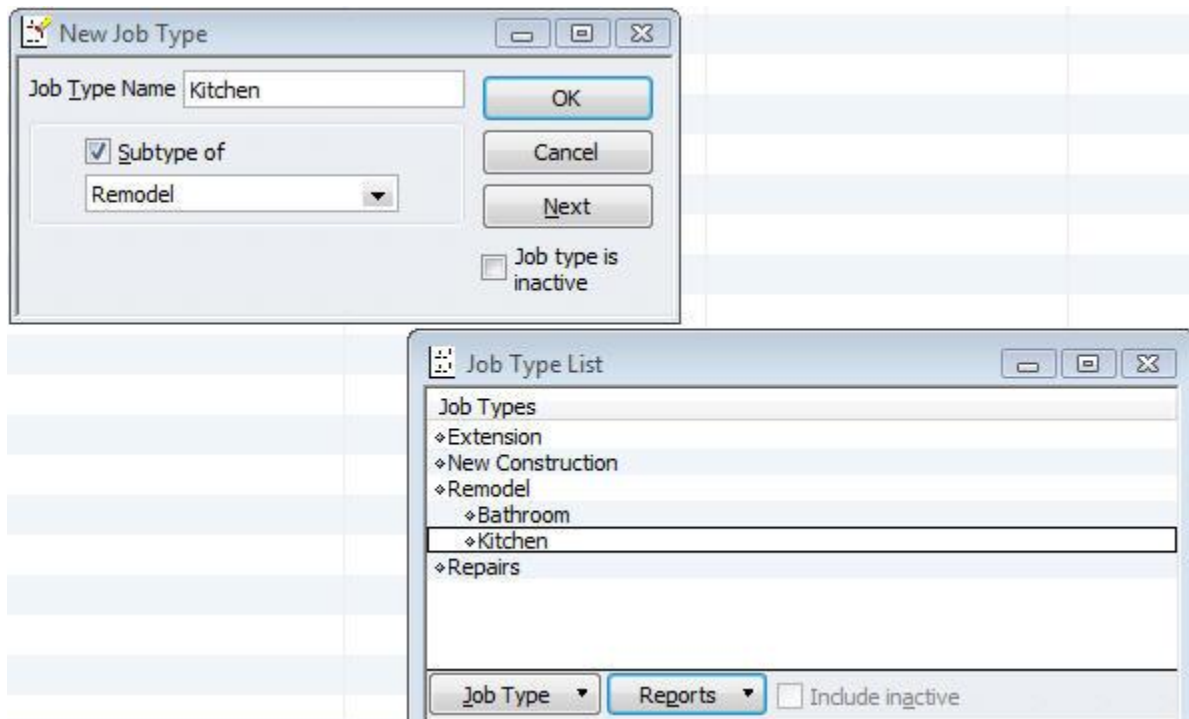 New Job Type
Job Type Name Kitchen
OK
Subtype of
Cancel
Remodel
Next
Job type is
inactive
Job Type List
Job Types
Extension
New Construction
Remodel
Bathroom
Kitchen
Repairs
Job Type Reports Include inactive